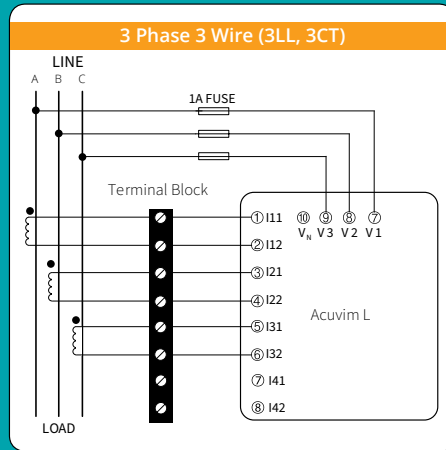 3 Phase 3 Wire (3LL, 3CT)
LINE
A B C
1A FUSE
Terminal Block
① I11 ⑩ ⑨ ⑧ ⑦
VN V3 V2 V1
② I12
③ I21
④ I22
Acuvim L
⑤ I31
⑥ I32
⑦ I41
⑧ I42
LOAD